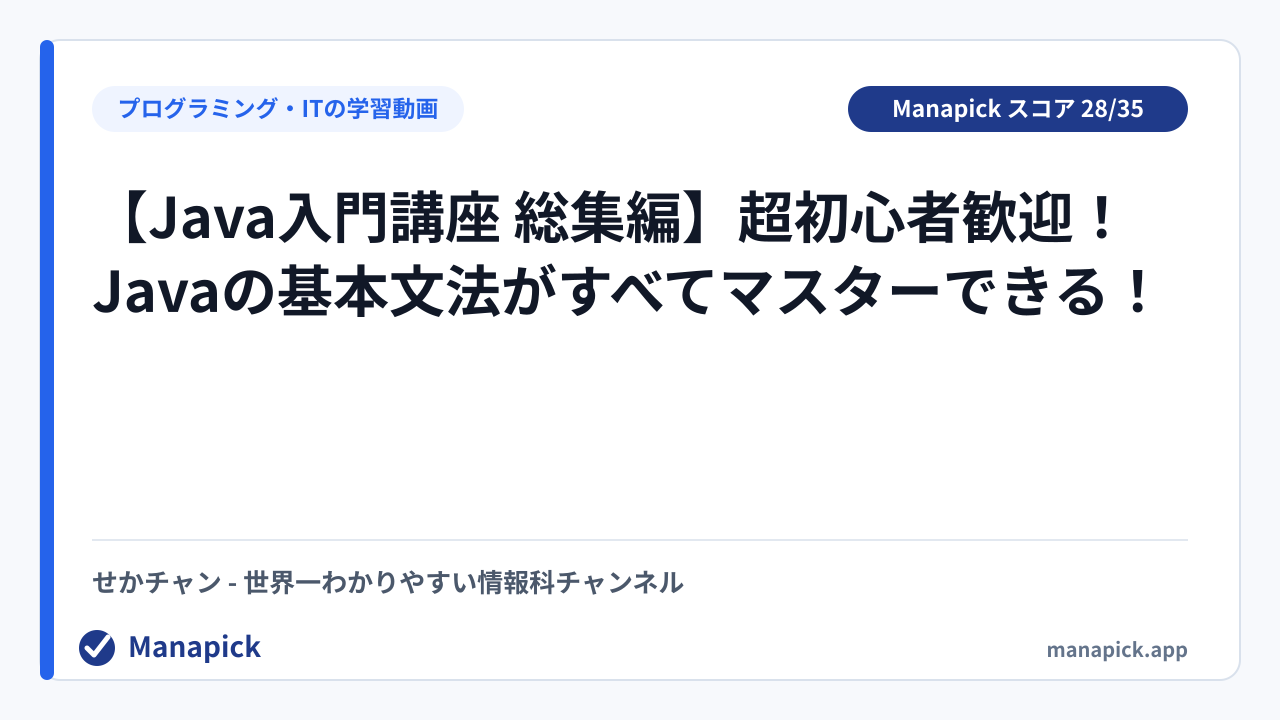 プログラミング・ITの学習動画
Manapick スコア 28/35
【Java入門講座 総集編】超初心者歓迎！
Javaの基本文法がすべてマスターできる！
せかチャン - 世界一わかりやすい情報科チャンネル
Manapick
manapick.app